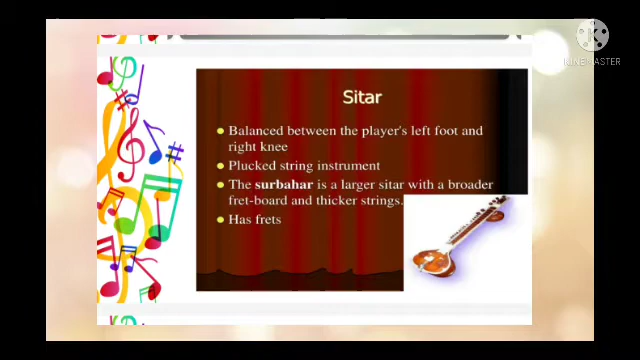 KINEMASTER
Sitar
Balanced between the player's left foot and
right knee
Plucked string instrument
The surbahar is a larger sitar with a broader
fret-board and thicker strings.
Has frets